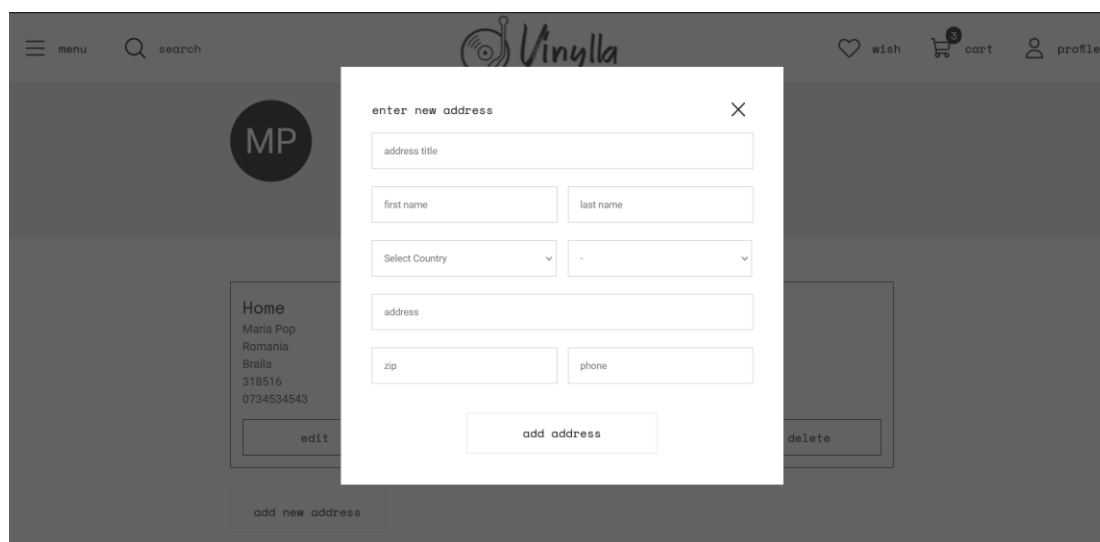 menu
search
Vinylla
wish
3
cart
profile
MP
enter new address
address title
first name
last name
Select Country
-
address
zip
phone
add address
Home
Maria Pop
Romania
Braila
318516
0734534543
edit
delete
add new address